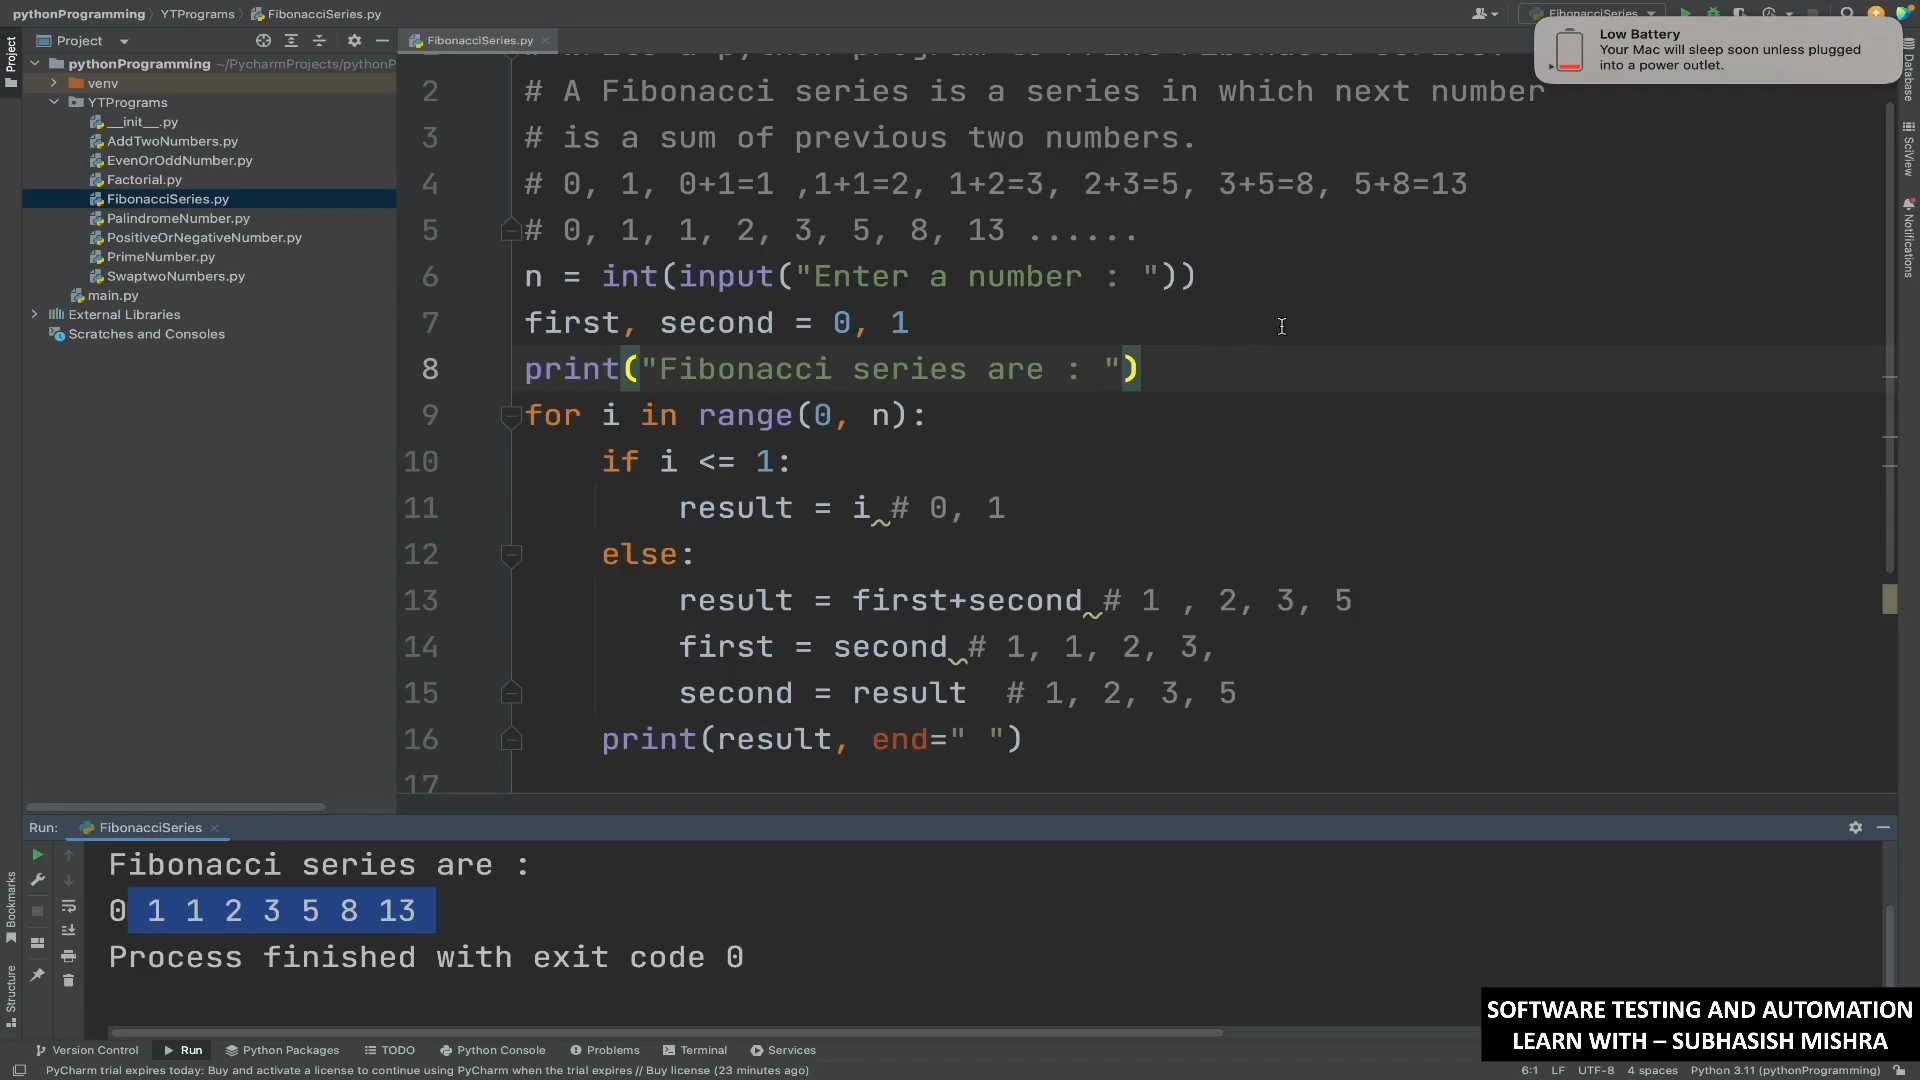 pythonProgramming YTPrograms FibonacciSeries.py
FibonacciSeries
Project
FibonacciSeries.py
Low Battery
Your Mac will sleep soon unless plugged
into a power outlet.
Project
pythonProgramming ~/PycharmProjects/pythonP
venv
YTPrograms
__init__.py
AddTwoNumbers.py
EvenOrOddNumber.py
Factorial.py
FibonacciSeries.py
PalindromeNumber.py
PositiveOrNegativeNumber.py
PrimeNumber.py
SwaptwoNumbers.py
main.py
External Libraries
Scratches and Consoles
2 # A Fibonacci series is a series in which next number
3 # is a sum of previous two numbers.
4 # 0, 1, 0+1=1 ,1+1=2, 1+2=3, 2+3=5, 3+5=8, 5+8=13
5 # 0, 1, 1, 2, 3, 5, 8, 13 ......
6 n = int(input("Enter a number : "))
7 first, second = 0, 1
8 print("Fibonacci series are : ")
9 for i in range(0, n):
10 if i <= 1:
11 result = i # 0, 1
12 else:
13 result = first+second # 1 , 2, 3, 5
14 first = second # 1, 1, 2, 3,
15 second = result  # 1, 2, 3, 5
16 print(result, end=" ")
17
Database
SciView
Notifications
Run: FibonacciSeries
Fibonacci series are :
0 1 1 2 3 5 8 13
Process finished with exit code 0
Bookmarks
Structure
SOFTWARE TESTING AND AUTOMATION
LEARN WITH – SUBHASISH MISHRA
Version Control Run Python Packages TODO Python Console Problems Terminal Services
PyCharm trial expires today: Buy and activate a license to continue using PyCharm when the trial expires // Buy license (23 minutes ago) 6:1 LF UTF-8 4 spaces Python 3.11 (pythonProgramming)